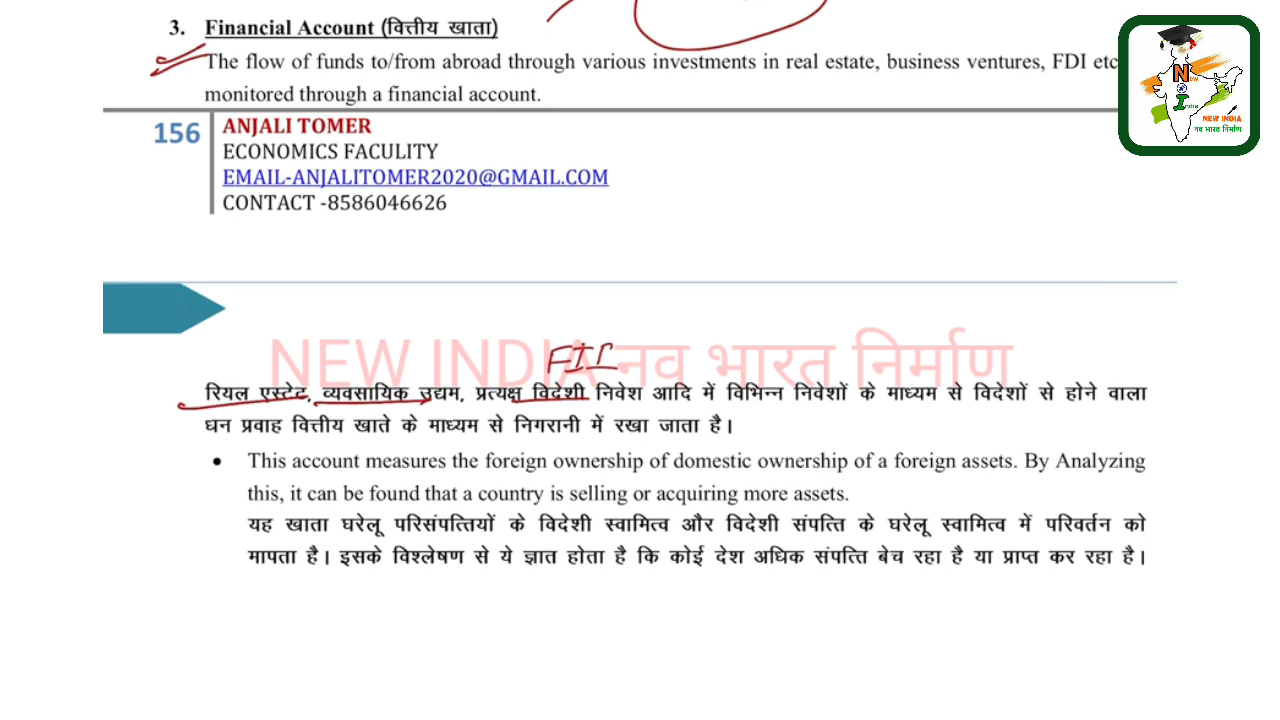 3. Financial Account (वित्तीय खाता)
The flow of funds to/from abroad through various investments in real estate, business ventures, FDI etc
monitored through a financial account.
156
ANJALI TOMER
ECONOMICS FACULITY
EMAIL-ANJALITOMER2020@GMAIL.COM
CONTACT -8586046626
New
India
NEW INDIA
नव भारत निर्माण
NEW INDIA नव भारत निर्माण
रियल एस्टेट, व्यवसायिक उद्यम, प्रत्यक्ष विदेशी निवेश आदि में विभिन्न निवेशों के माध्यम से विदेशों से होने वाला
धन प्रवाह वित्तीय खाते के माध्यम से निगरानी में रखा जाता है।
• This account measures the foreign ownership of domestic ownership of a foreign assets. By Analyzing
this, it can be found that a country is selling or acquiring more assets.
यह खाता घरेलू परिसंपत्तियों के विदेशी स्वामित्व और विदेशी संपत्ति के घरेलू स्वामित्व में परिवर्तन को
मापता है। इसके विश्लेषण से ये ज्ञात होता है कि कोई देश अधिक संपत्ति बेच रहा है या प्राप्त कर रहा है।